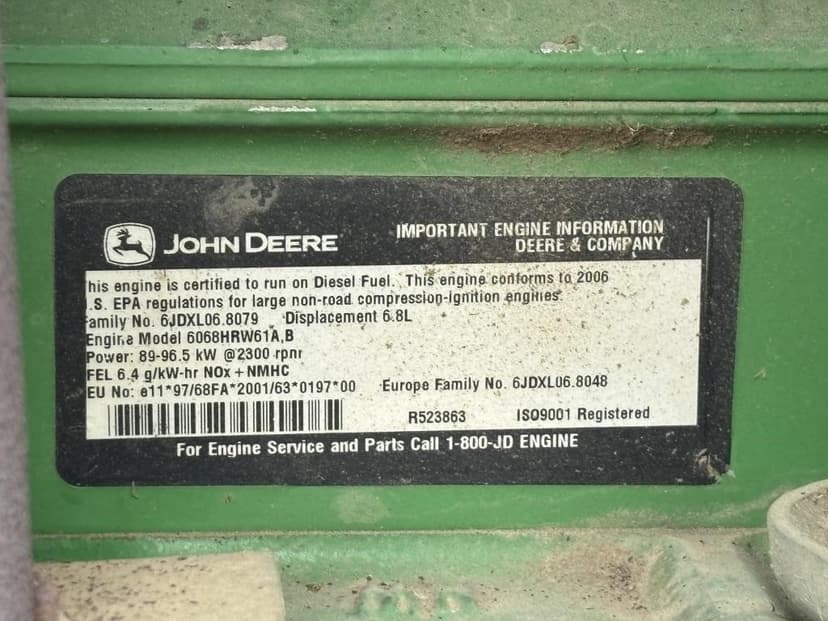 JOHN DEERE
IMPORTANT ENGINE INFORMATION
DEERE & COMPANY
his engine is certified to run on Diesel Fuel. This engine conforms to 2006
.S. EPA regulations for large non-road compression-ignition engines
amily No. 6JDXL06.8079 Displacement 6.8L
Engine Model 6068HRW61A,B
Power: 89-96.5 kW @2300 rpm
FEL 6.4 g/kW-hr NOx + NMHC
EU No: e11*97/68FA*2001/63*0197*00 Europe Family No. 6JDXL06.8048
R523863 ISO9001 Registered
For Engine Service and Parts Call 1-800-JD ENGINE